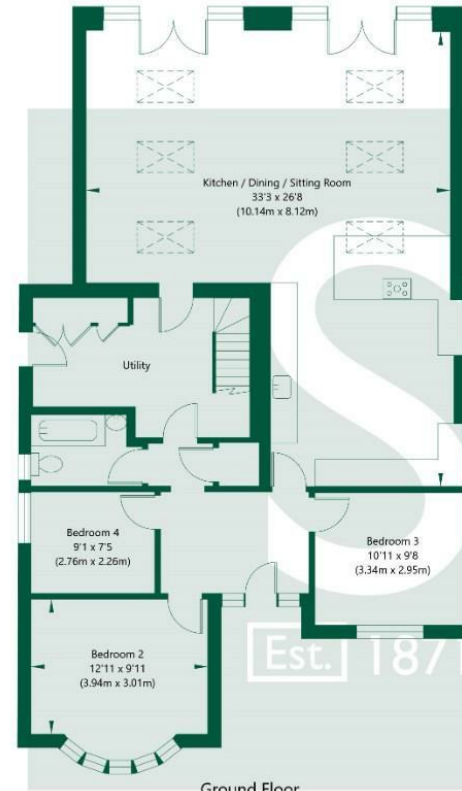 Kitchen / Dining / Sitting Room
33'3 x 26'8
(10.14m x 8.12m)
Utility
Bedroom 4
9'1 x 7'5
(2.76m x 2.26m)
Bedroom 3
10'11 x 9'8
(3.34m x 2.95m)
Bedroom 2
12'11 x 9'11
(3.94m x 3.01m)
S
Est. 1871
Ground Floor